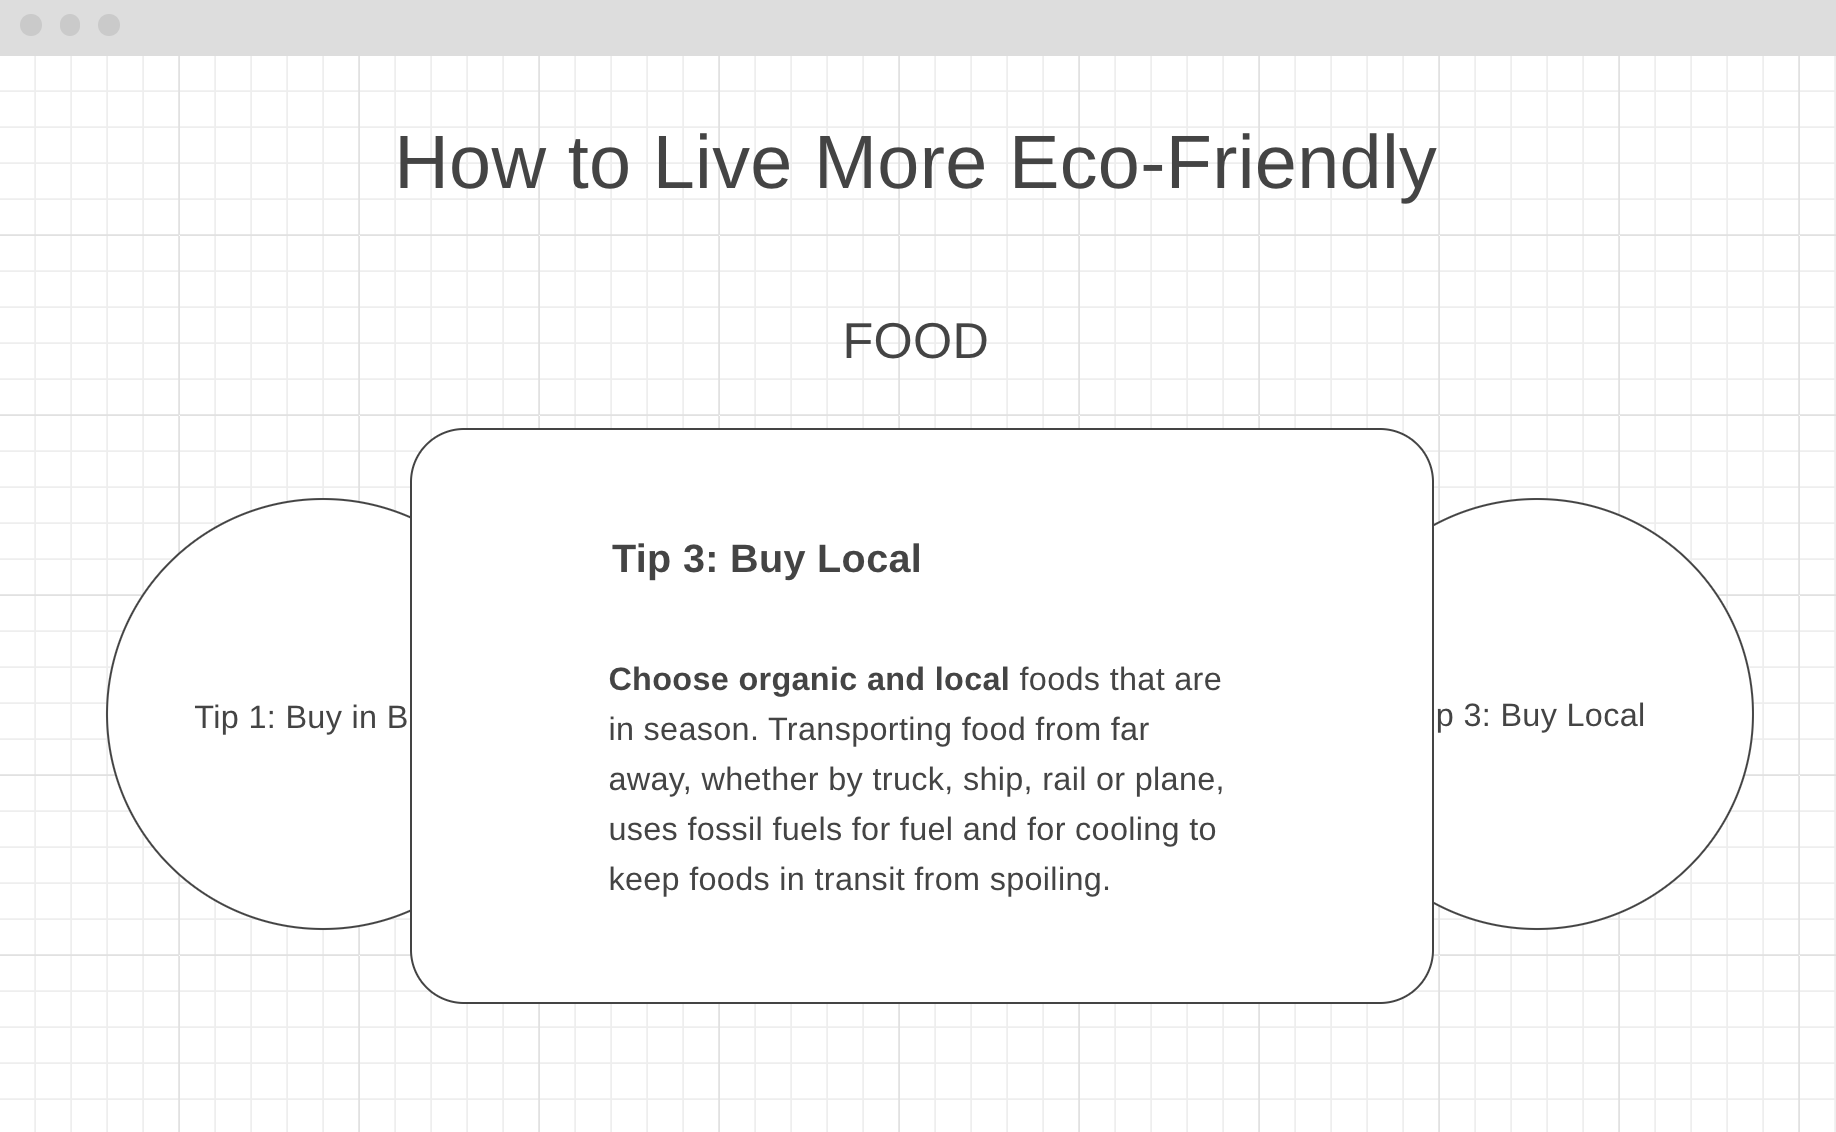 How to Live More Eco-Friendly
FOOD
Tip 3: Buy Local
Choose organic and local foods that are
in season. Transporting food from far
away, whether by truck, ship, rail or plane,
uses fossil fuels for fuel and for cooling to
keep foods in transit from spoiling.
Tip 1: Buy in B
p 3: Buy Local